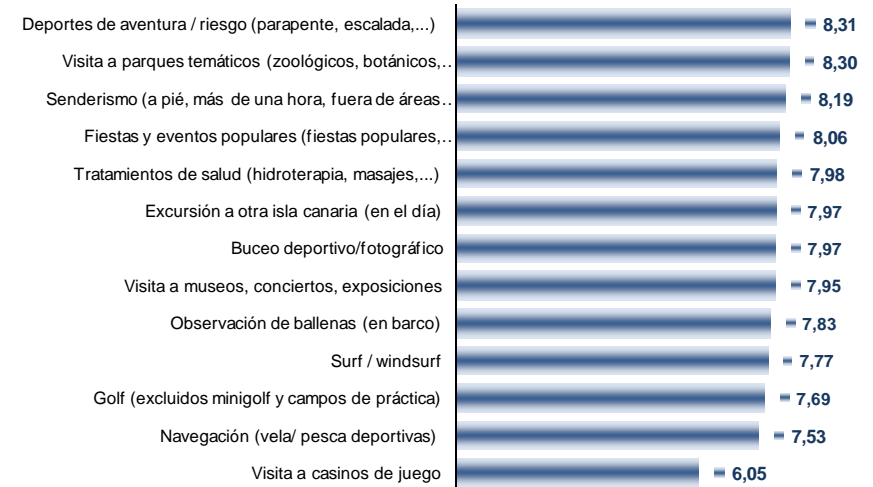 Deportes de aventura / riesgo (parapente, escalada,...) 8,31
Visita a parques temáticos (zoológicos, botánicos,.. 8,30
Senderismo (a pié, más de una hora, fuera de áreas.. 8,19
Fiestas y eventos populares (fiestas populares,.. 8,06
Tratamientos de salud (hidroterapia, masajes,...) 7,98
Excursión a otra isla canaria (en el día) 7,97
Buceo deportivo/fotográfico 7,97
Visita a museos, conciertos, exposiciones 7,95
Observación de ballenas (en barco) 7,83
Surf / windsurf 7,77
Golf (excluidos minigolf y campos de práctica) 7,69
Navegación (vela/ pesca deportivas) 7,53
Visita a casinos de juego 6,05